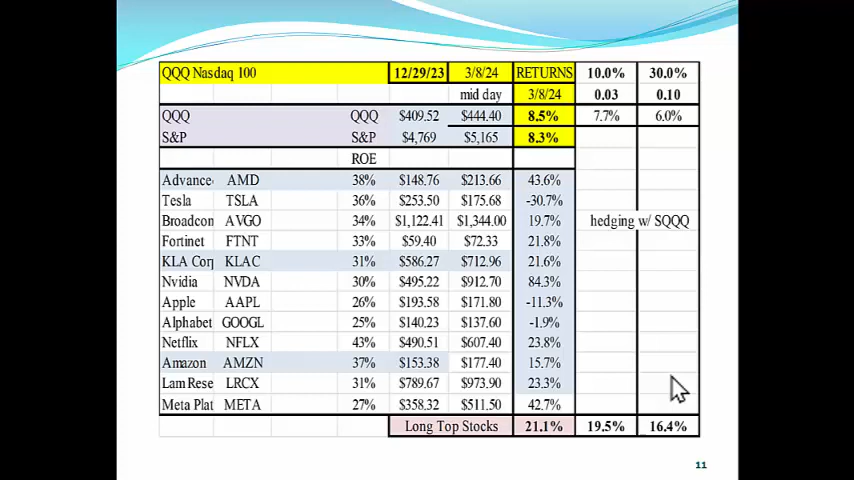 QQQ Nasdaq 100 12/29/23 3/8/24 RETURNS 10.0% 30.0%
mid day 3/8/24 0.03 0.10
QQQ QQQ $409.52 $444.40 8.5% 7.7% 6.0%
S&P S&P $4,769 $5,165 8.3%
ROE
Advance AMD 38% $148.76 $213.66 43.6%
Tesla TSLA 36% $253.50 $175.68 -30.7%
Broadcon AVGO 34% $1,122.41 $1,344.00 19.7% hedging w/ SQQQ
Fortinet FTNT 33% $59.40 $72.33 21.8%
KLA Corp KLAC 31% $586.27 $712.96 21.6%
Nvidia NVDA 30% $495.22 $912.70 84.3%
Apple AAPL 26% $193.58 $171.80 -11.3%
Alphabet GOOGL 25% $140.23 $137.60 -1.9%
Netflix NFLX 43% $490.51 $607.40 23.8%
Amazon AMZN 37% $153.38 $177.40 15.7%
Lam Rese LRCX 31% $789.67 $973.90 23.3%
Meta Plat META 27% $358.32 $511.50 42.7%
Long Top Stocks 21.1% 19.5% 16.4%
11